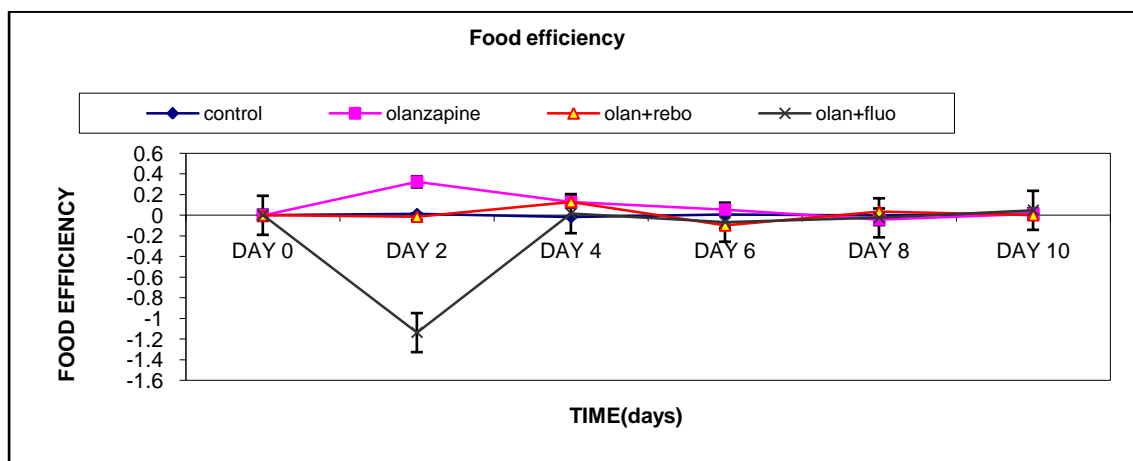 Food efficiency
control olanzapine olan+rebo olan+fluo
0.6
0.4
0.2
0
-0.2
-0.4
-0.6
-0.8
-1
-1.2
-1.4
-1.6
FOOD EFFICIENCY
DAY 0 DAY 2 DAY 4 DAY 6 DAY 8 DAY 10
TIME(days)